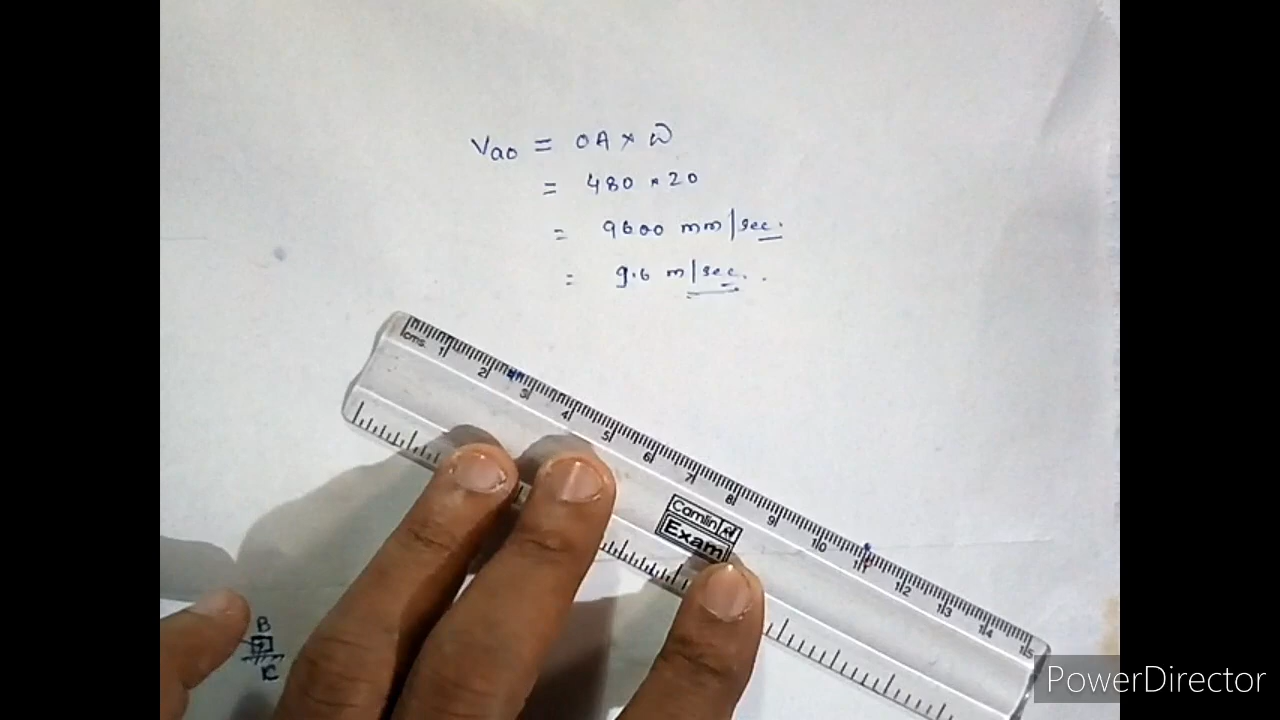 Vao = OA × ω
= 480 × 20
= 9600 mm/sec.
= 9.6 m/sec. .
cms. 1 2 3 4 5 6 7 8 9 10 11 12 13 14 15
Camlin
Exam
B
C
PowerDirector